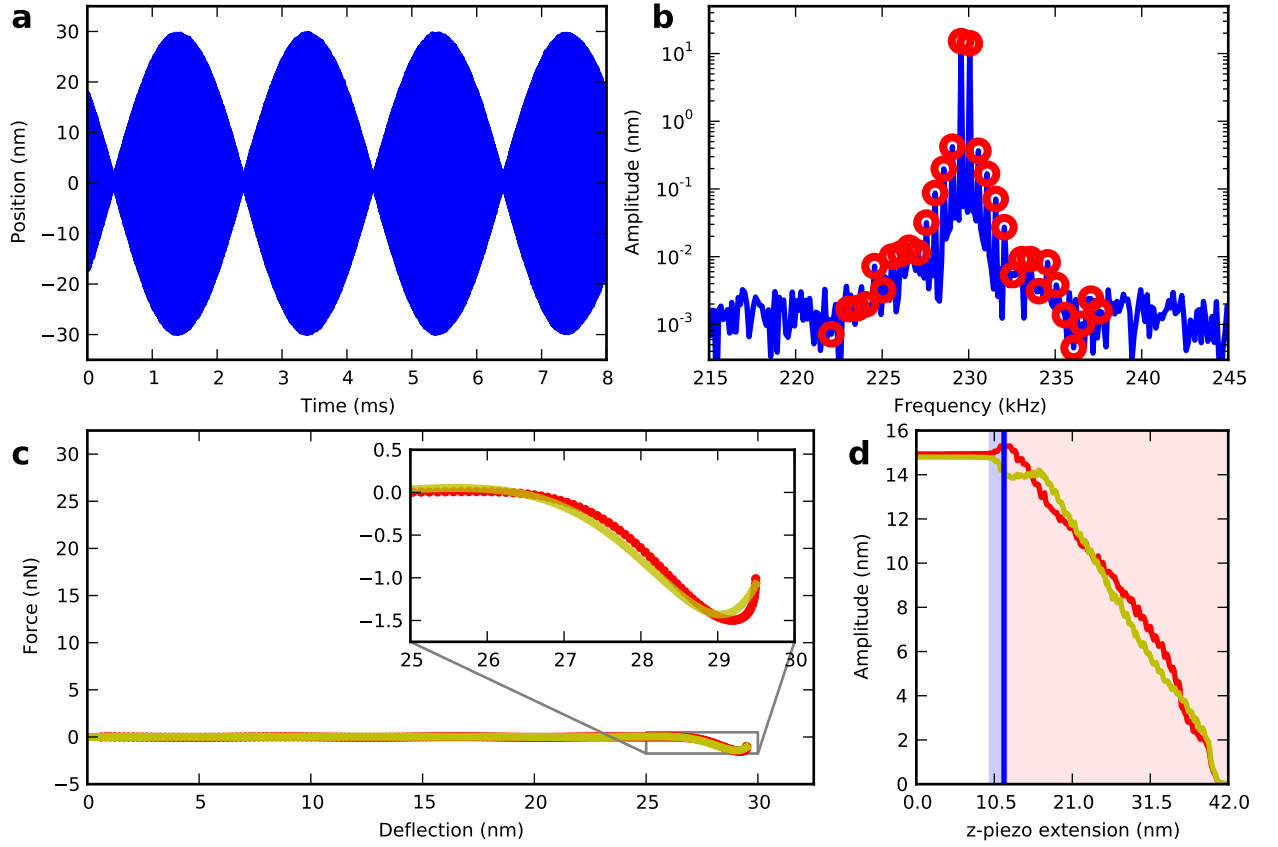 a
30
20
10
0
−10
−20
−30
Position (nm)
0 1 2 3 4 5 6 7 8
Time (ms)
b
10^1
10^0
10^-1
10^-2
10^-3
Amplitude (nm)
215 220 225 230 235 240 245
Frequency (kHz)
c
30
25
20
15
10
5
0
−5
Force (nN)
0 5 10 15 20 25 30
Deflection (nm)
0.5
0.0
−0.5
−1.0
−1.5
25 26 27 28 29 30
d
16
14
12
10
8
6
4
2
0
Amplitude (nm)
0.0 10.5 21.0 31.5 42.0
z-piezo extension (nm)